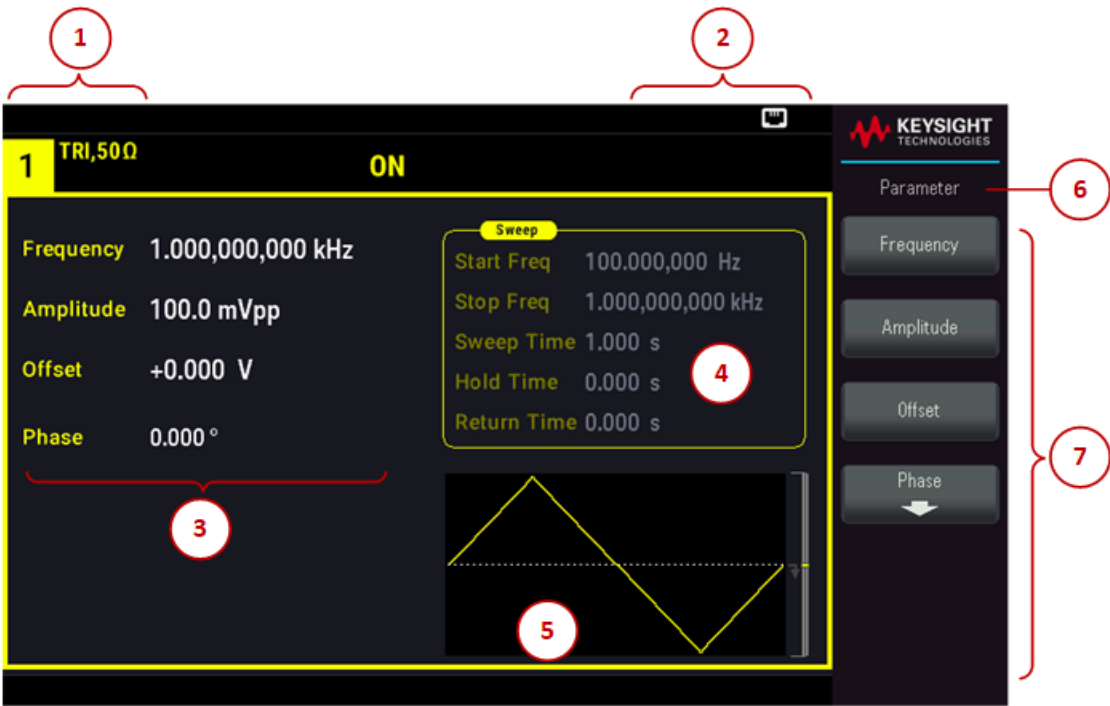 1
2
KEYSIGHT
TECHNOLOGIES
1
TRI,50Ω
ON
Parameter
6
Frequency 1.000,000,000 kHz
Amplitude 100.0 mVpp
Offset +0.000 V
Phase 0.000 °
3
Sweep
Start Freq 100.000,000 Hz
Stop Freq 1.000,000,000 kHz
Sweep Time 1.000 s
Hold Time 0.000 s
Return Time 0.000 s
4
5
Frequency
Amplitude
Offset
Phase
7